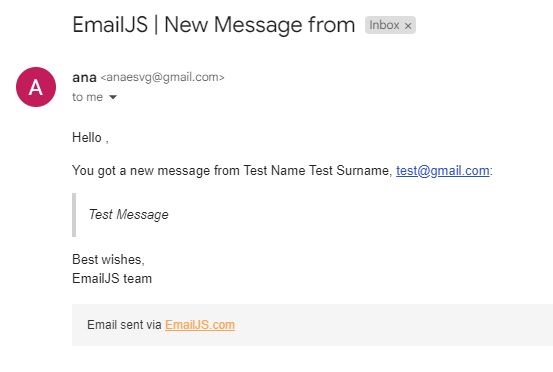 EmailJS | New Message from Inbox ×
A
ana <anaesvg@gmail.com>
to me
Hello ,
You got a new message from Test Name Test Surname, test@gmail.com:
Test Message
Best wishes,
EmailJS team
Email sent via EmailJS.com